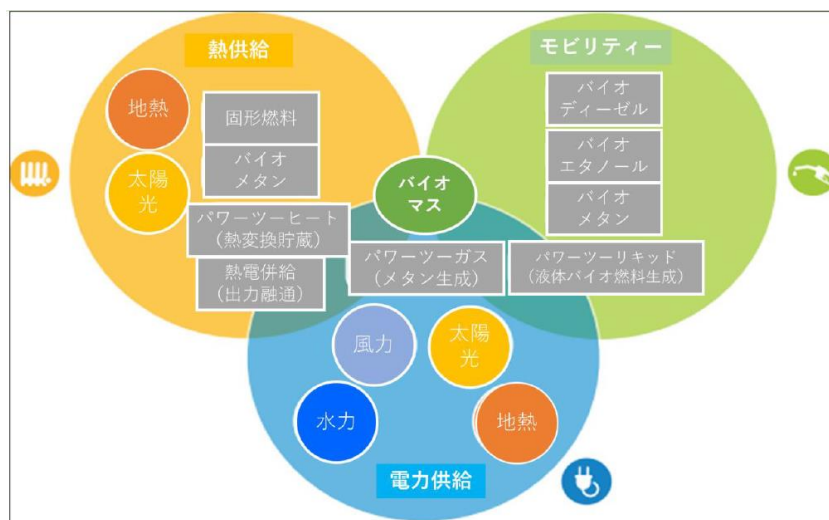 熱供給
モビリティー
地熱
固形燃料
太陽
光
バイオ
メタン
パワーツーヒート
(熱変換貯蔵)
熱電併給
(出力融通)
バイオ
マス
パワーツーガス
(メタン生成)
バイオ
ディーゼル
バイオ
エタノール
バイオ
メタン
パワーツーリキッド
(液体バイオ燃料生成)
風力
太陽
光
水力
地熱
電力供給